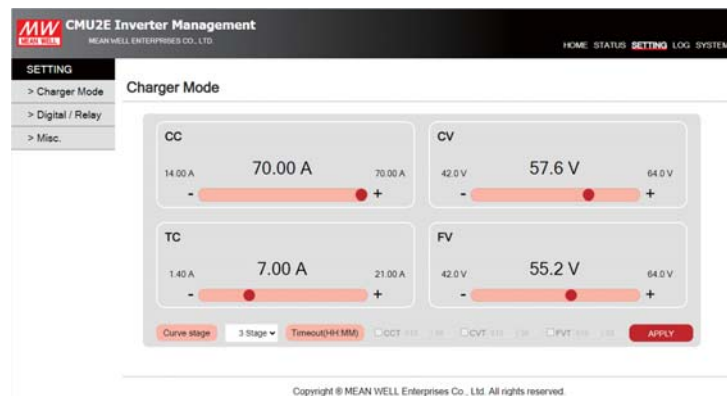 MW
MEAN WELL
CMU2E Inverter Management
MEAN WELL ENTERPRISES CO., LTD.
HOME STATUS SETTING LOG SYSTEM
SETTING
> Charger Mode
> Digital / Relay
> Misc.
Charger Mode
CC
14.00 A 70.00 A 70.00 A
- +
CV
42.0 V 57.6 V 64.0 V
- +
TC
1.40 A 7.00 A 21.00 A
- +
FV
42.0 V 55.2 V 64.0 V
- +
Curve stage 3 Stage Timeout(HH:MM) CCT CVT FVT APPLY
Copyright ® MEAN WELL Enterprises Co., Ltd. All rights reserved.